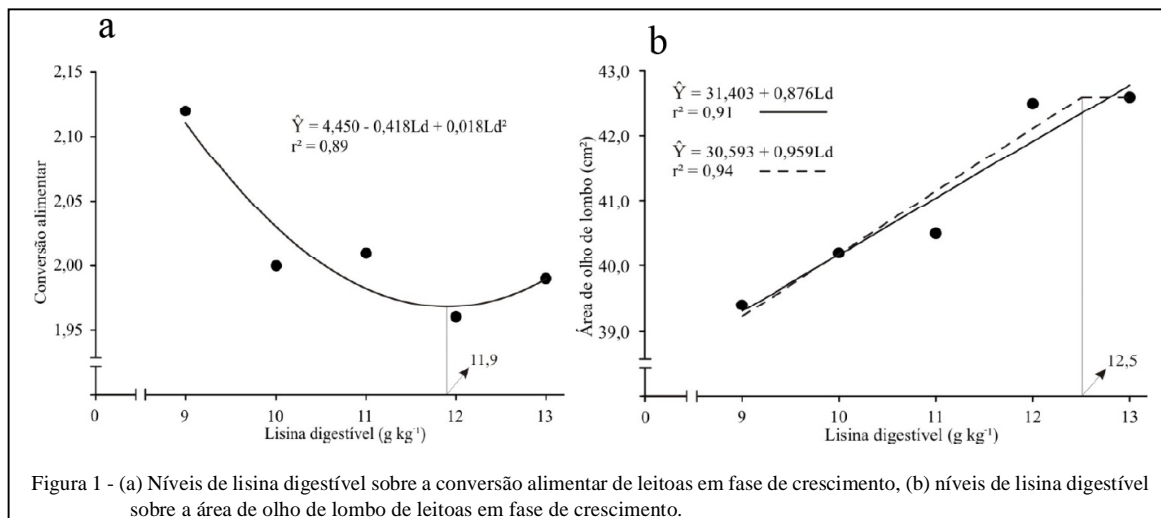 a
2,15
2,10
2,05
2,00
1,95
Conversão alimentar
Ŷ = 4,450 - 0,418Ld + 0,018Ld²
r² = 0,89
11,9
0 9 10 11 12 13
Lisina digestível (g kg⁻¹)
b
43,0
42,0
41,0
40,0
39,0
Área de olho de lombo (cm²)
Ŷ = 31,403 + 0,876Ld
r² = 0,91
Ŷ = 30,593 + 0,959Ld
r² = 0,94
12,5
0 9 10 11 12 13
Lisina digestível (g kg⁻¹)
Figura 1 - (a) Níveis de lisina digestível sobre a conversão alimentar de leitoas em fase de crescimento, (b) níveis de lisina digestível
sobre a área de olho de lombo de leitoas em fase de crescimento.